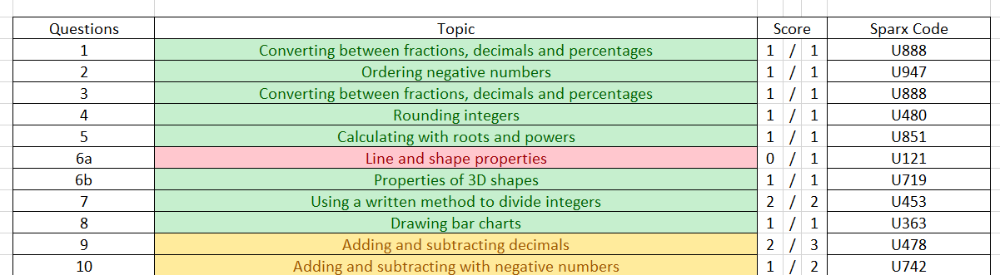 Questions Topic Score Sparx Code
1 Converting between fractions, decimals and percentages 1 / 1 U888
2 Ordering negative numbers 1 / 1 U947
3 Converting between fractions, decimals and percentages 1 / 1 U888
4 Rounding integers 1 / 1 U480
5 Calculating with roots and powers 1 / 1 U851
6a Line and shape properties 0 / 1 U121
6b Properties of 3D shapes 1 / 1 U719
7 Using a written method to divide integers 2 / 2 U453
8 Drawing bar charts 1 / 1 U363
9 Adding and subtracting decimals 2 / 3 U478
10 Adding and subtracting with negative numbers 1 / 2 U742